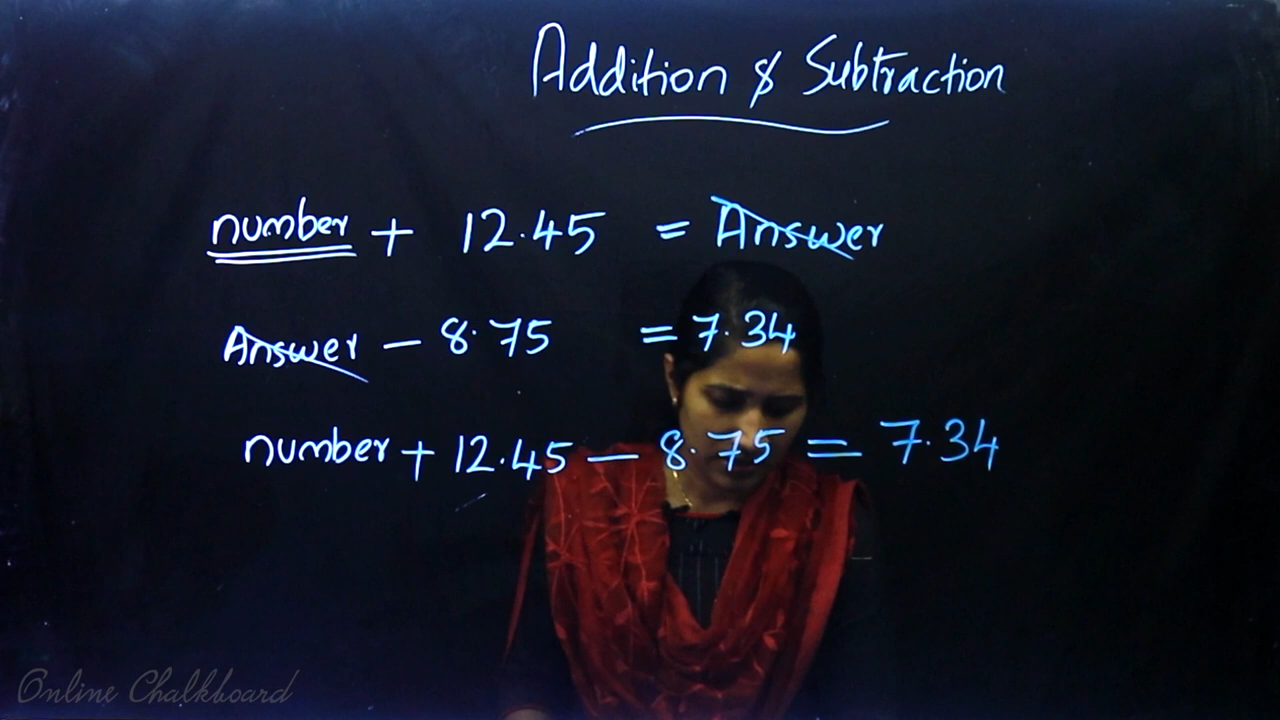 Addition & Subtraction
number + 12.45 = Answer
Answer - 8.75 = 7.34
number + 12.45 - 8.75 = 7.34
Online Chalkboard